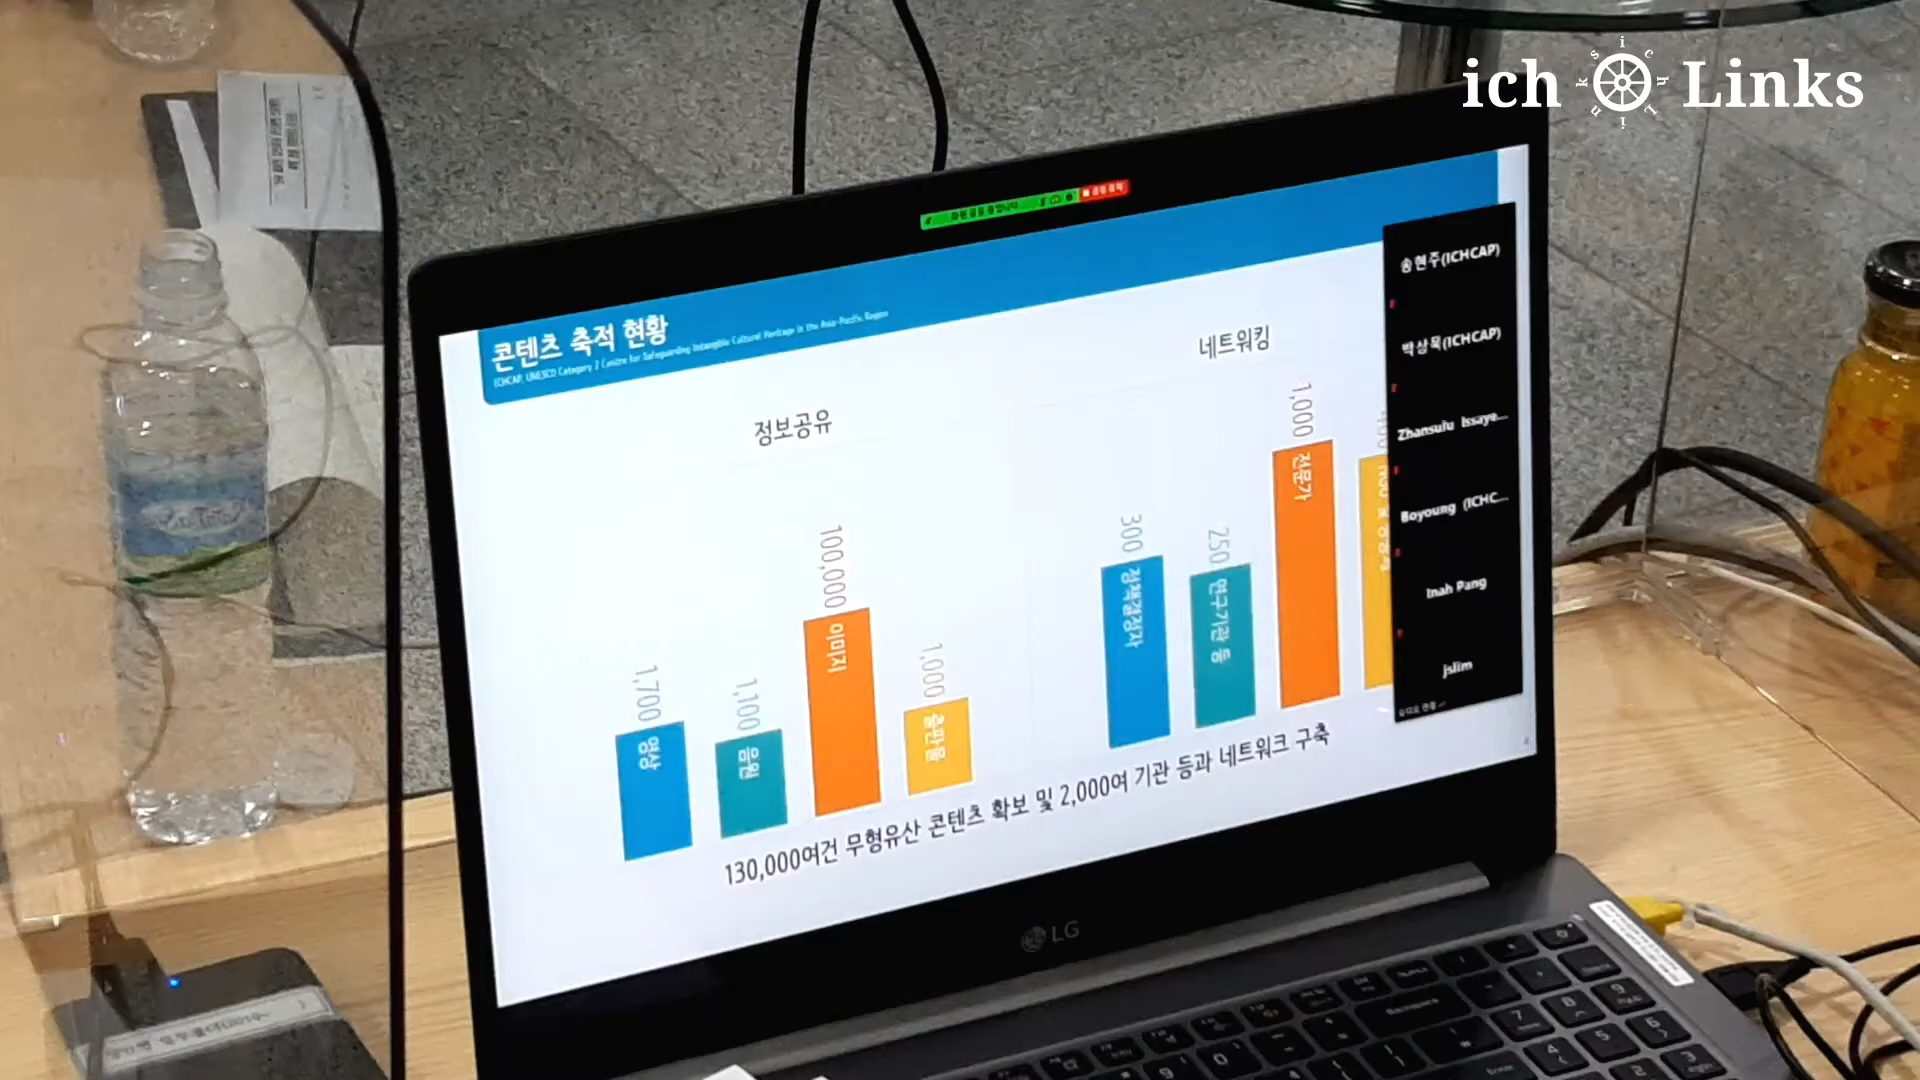 ich Links
콘텐츠 축적 현황
ICHCAP, UNESCO Category 2 Centre for Safeguarding Intangible Cultural Heritage in the Asia-Pacific Region
정보공유
1,700 영상
1,100 음원
100,000 이미지
1,000 출판물
네트워킹
300 정책결정자
250 연구기관 등
1,000 전문가
130,000여건 무형유산 콘텐츠 확보 및 2,000여 기관 등과 네트워크 구축
송현주(ICHCAP)
박상목(ICHCAP)
Zhansulu Issaye...
Boyoung (ICHC...
Inah Pang
jslim
LG